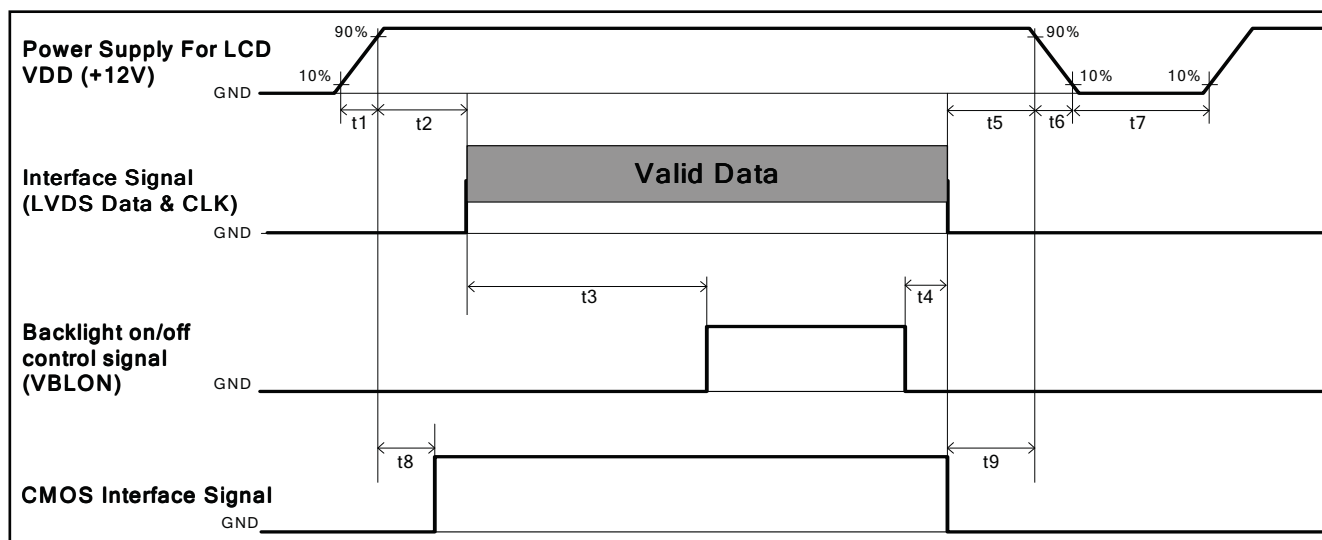 Power Supply For LCD
VDD (+12V)
90%
10%
GND
90%
10%
10%
t1
t2
t5
t6
t7
Interface Signal
(LVDS Data & CLK)
Valid Data
GND
t3
t4
Backlight on/off
control signal
(VBLON)
GND
t8
t9
CMOS Interface Signal
GND